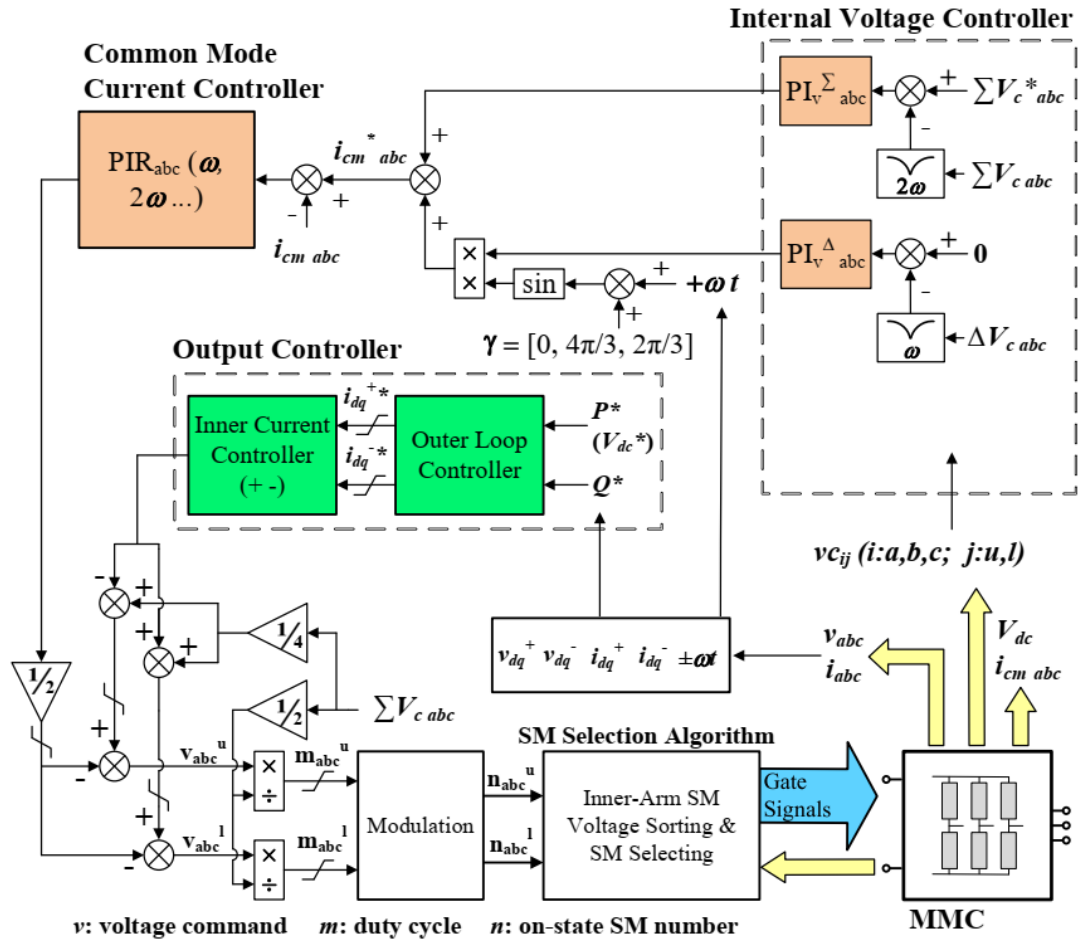 Internal Voltage Controller
Common Mode
Current Controller
PIR_abc (ω,
2ω ...)
i_cm^*_abc
+
+
-
+
i_cm abc
PI_v^Σ_abc
+
∑V_c^*_abc
-
2ω
∑V_c abc
PI_v^Δ_abc
+
0
-
ω
ΔV_c abc
×
×
sin
+
+ω t
+
γ = [0, 4π/3, 2π/3]
Output Controller
Inner Current
Controller
(+ -)
i_dq^+*
i_dq^-*
Outer Loop
Controller
P*
(V_dc*)
Q*
vc_ij (i:a,b,c; j:u,l)
-
+
+
+
1/4
1/2
1/2
∑V_c abc
v_dq^+ v_dq^- i_dq^+ i_dq^- ±ωt
v_abc
i_abc
V_dc
i_cm abc
+
-
v_abc^u
×
÷
m_abc^u
+
-
v_abc^l
×
÷
m_abc^l
Modulation
n_abc^u
n_abc^l
SM Selection Algorithm
Inner-Arm SM
Voltage Sorting &
SM Selecting
Gate
Signals
MMC
v: voltage command m: duty cycle n: on-state SM number